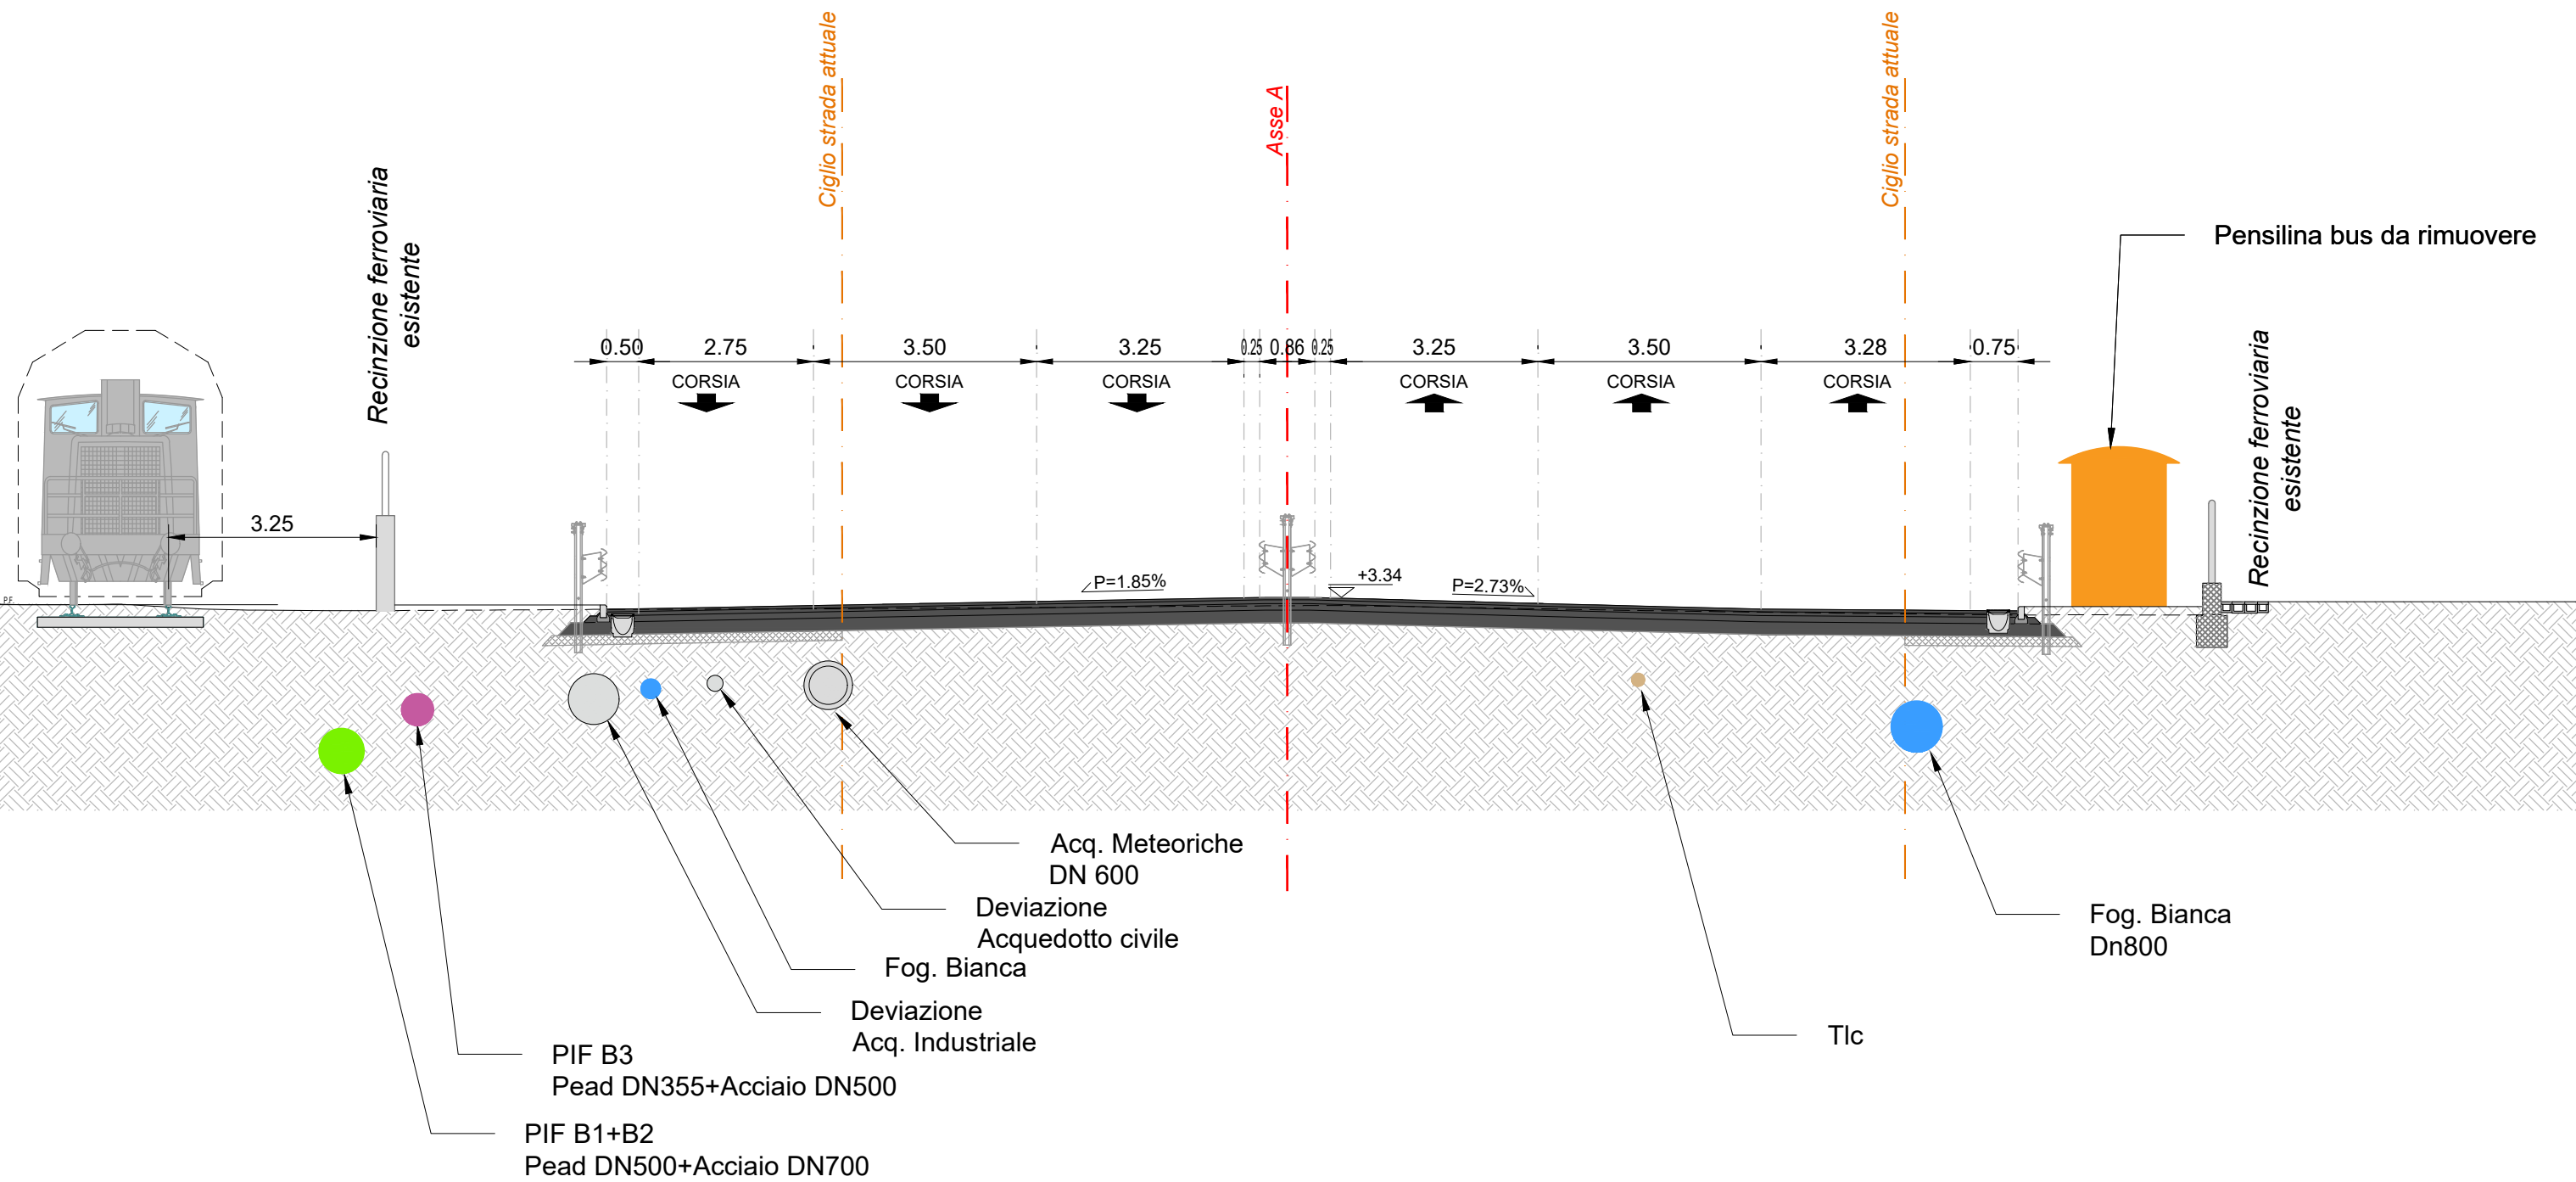 Ciglio strada attuale
Asse A
Ciglio strada attuale
Recinzione ferroviaria
esistente
Pensilina bus da rimuovere
Recinzione ferroviaria
esistente
0.50 2.75 3.50 3.25 0.25 0.86 0.25 3.25 3.50 3.28 0.75
CORSIA CORSIA CORSIA CORSIA CORSIA CORSIA
3.25
P=1.85%
+3.34
P=2.73%
P.F.
Acq. Meteoriche
DN 600
Deviazione
Acquedotto civile
Fog. Bianca
Deviazione
Acq. Industriale
PIF B3
Pead DN355+Acciaio DN500
PIF B1+B2
Pead DN500+Acciaio DN700
Tlc
Fog. Bianca
Dn800